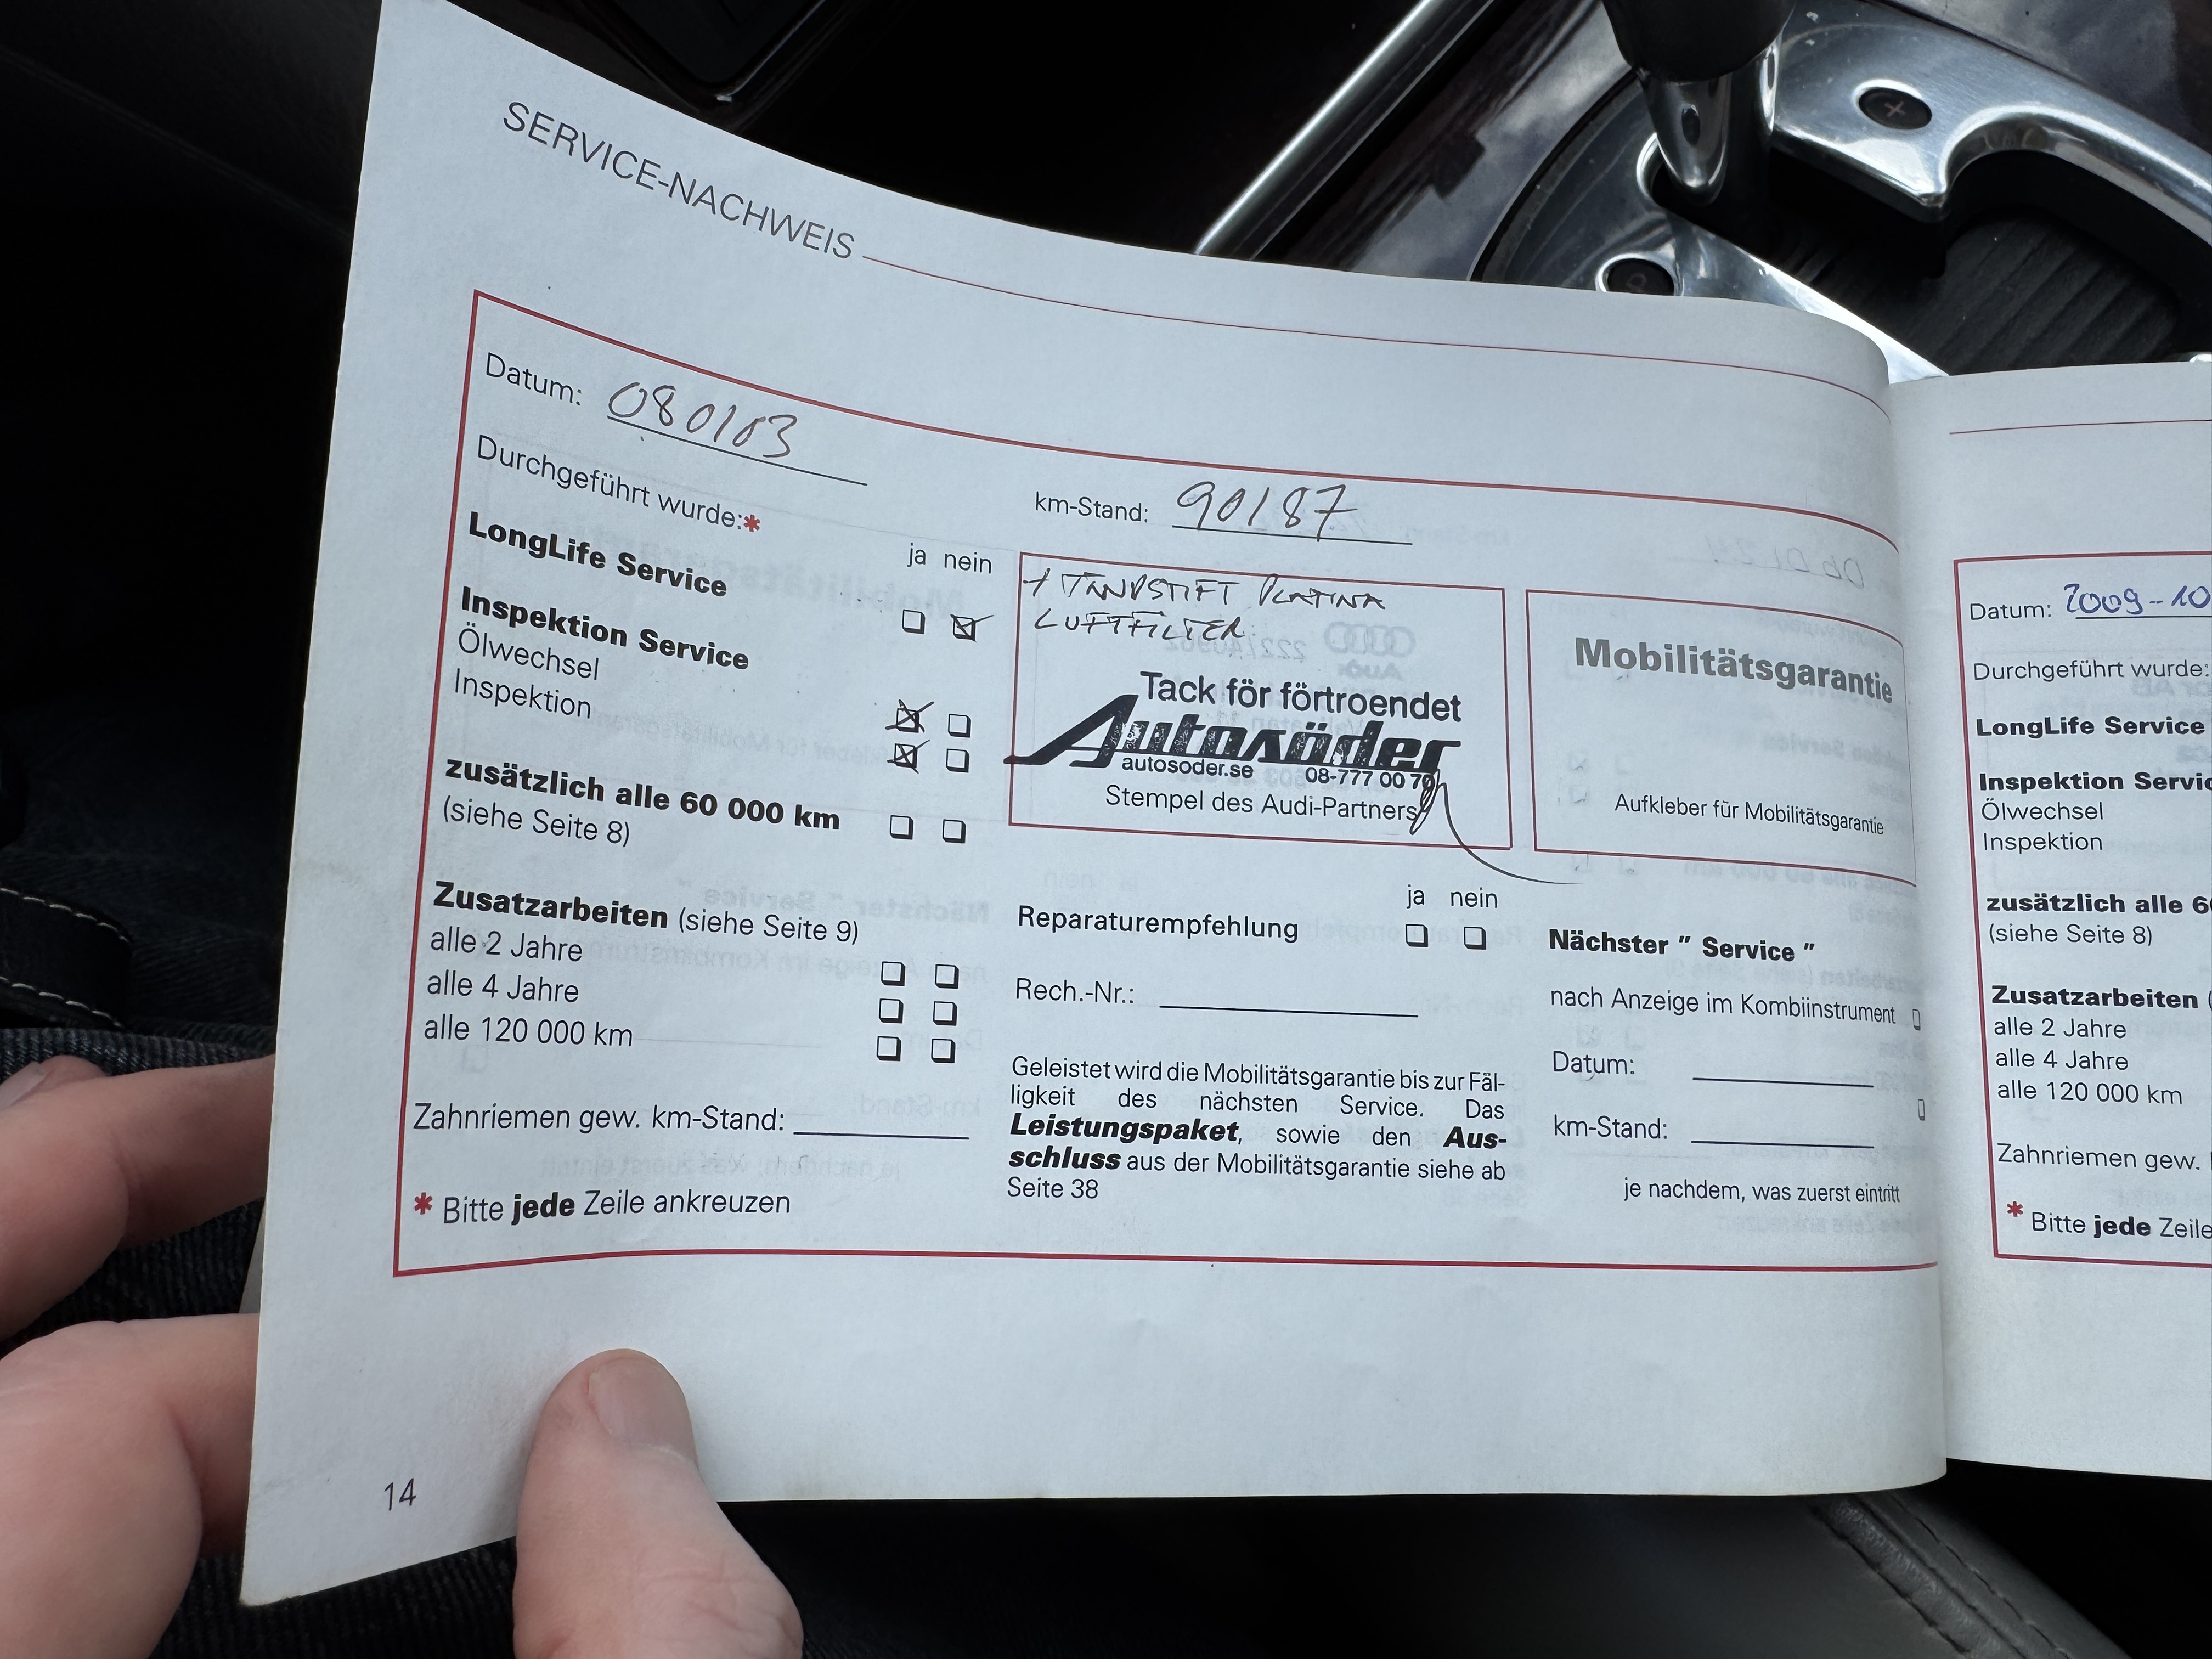 SERVICE-NACHWEIS
Datum: 080103
Durchgeführt wurde:*
km-Stand: 90187
ja nein
LongLife Service
Inspektion Service
Ölwechsel
Inspektion
zusätzlich alle 60 000 km
(siehe Seite 8)
Zusatzarbeiten (siehe Seite 9)
alle 2 Jahre
alle 4 Jahre
alle 120 000 km
Zahnriemen gew. km-Stand:
* Bitte jede Zeile ankreuzen
+ TÄNDSTIFT PLATINA
LUFTFILTER
Tack för förtroendet
Autosöder
autosoder.se 08-777 00 70
Stempel des Audi-Partners
Mobilitätsgarantie
Aufkleber für Mobilitätsgarantie
ja nein
Reparaturempfehlung
Rech.-Nr.:
Geleistet wird die Mobilitätsgarantie bis zur Fäl-
ligkeit des nächsten Service. Das
Leistungspaket, sowie den Aus-
schluss aus der Mobilitätsgarantie siehe ab
Seite 38
Nächster " Service "
nach Anzeige im Kombiinstrument
Datum:
km-Stand:
je nachdem, was zuerst eintritt
14
Datum: 2009-10
Durchgeführt wurde:
LongLife Service
Inspektion Servic
Ölwechsel
Inspektion
zusätzlich alle 60
(siehe Seite 8)
Zusatzarbeiten (
alle 2 Jahre
alle 4 Jahre
alle 120 000 km
Zahnriemen gew.
* Bitte jede Zeile